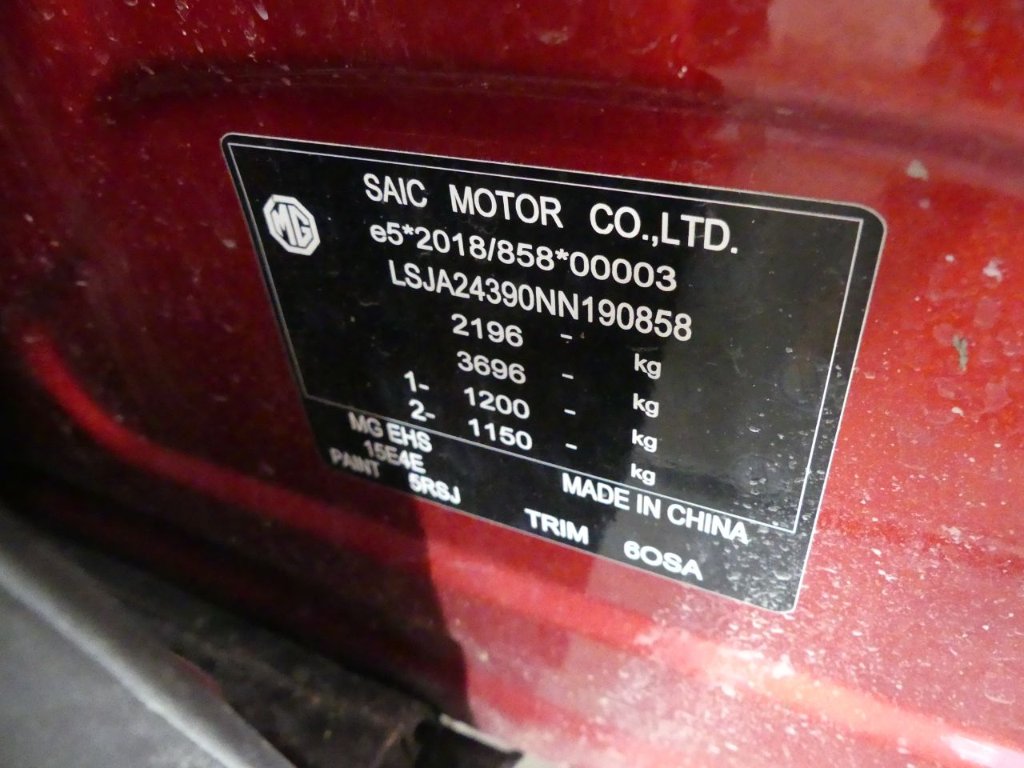 MG
SAIC MOTOR CO.,LTD.
e5*2018/858*00003
LSJA24390NN190858
2196 - kg
3696 - kg
1- 1200 - kg
2- 1150 - kg
MG EHS
15E4E MADE IN CHINA
PAINT 5RSJ TRIM 6OSA